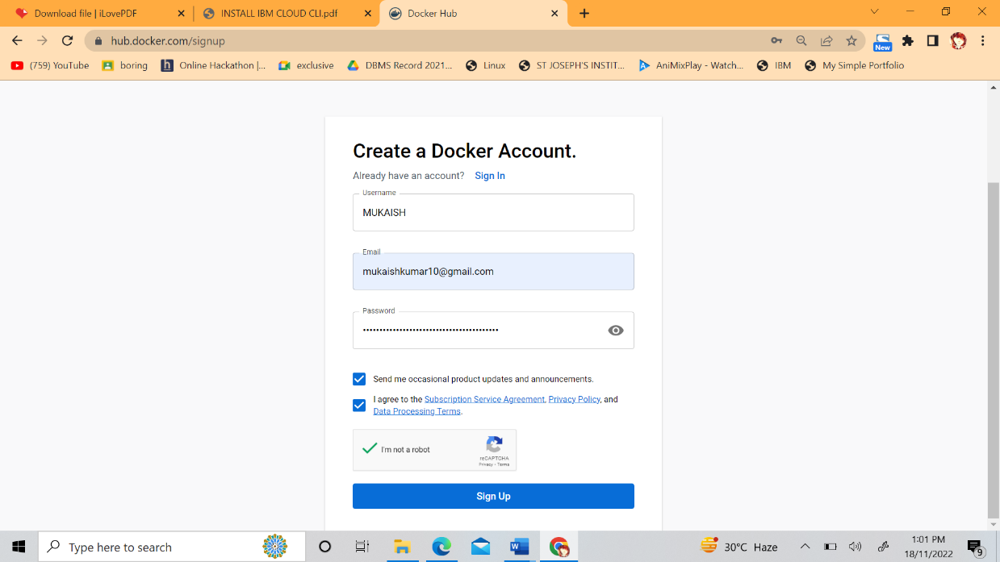 Download file | iLovePDF
INSTALL IBM CLOUD CLI.pdf
Docker Hub
hub.docker.com/signup
New
(759) YouTube
boring
Online Hackathon |...
exclusive
DBMS Record 2021...
Linux
ST JOSEPH'S INSTIT...
AniMixPlay - Watch...
IBM
My Simple Portfolio
Create a Docker Account.
Already have an account? Sign In
Username
MUKAISH
Email
mukaishkumar10@gmail.com
Password
Send me occasional product updates and announcements.
I agree to the Subscription Service Agreement, Privacy Policy, and
Data Processing Terms.
I'm not a robot
reCAPTCHA
Privacy - Terms
Sign Up
Type here to search
30°C Haze
1:01 PM
18/11/2022
9